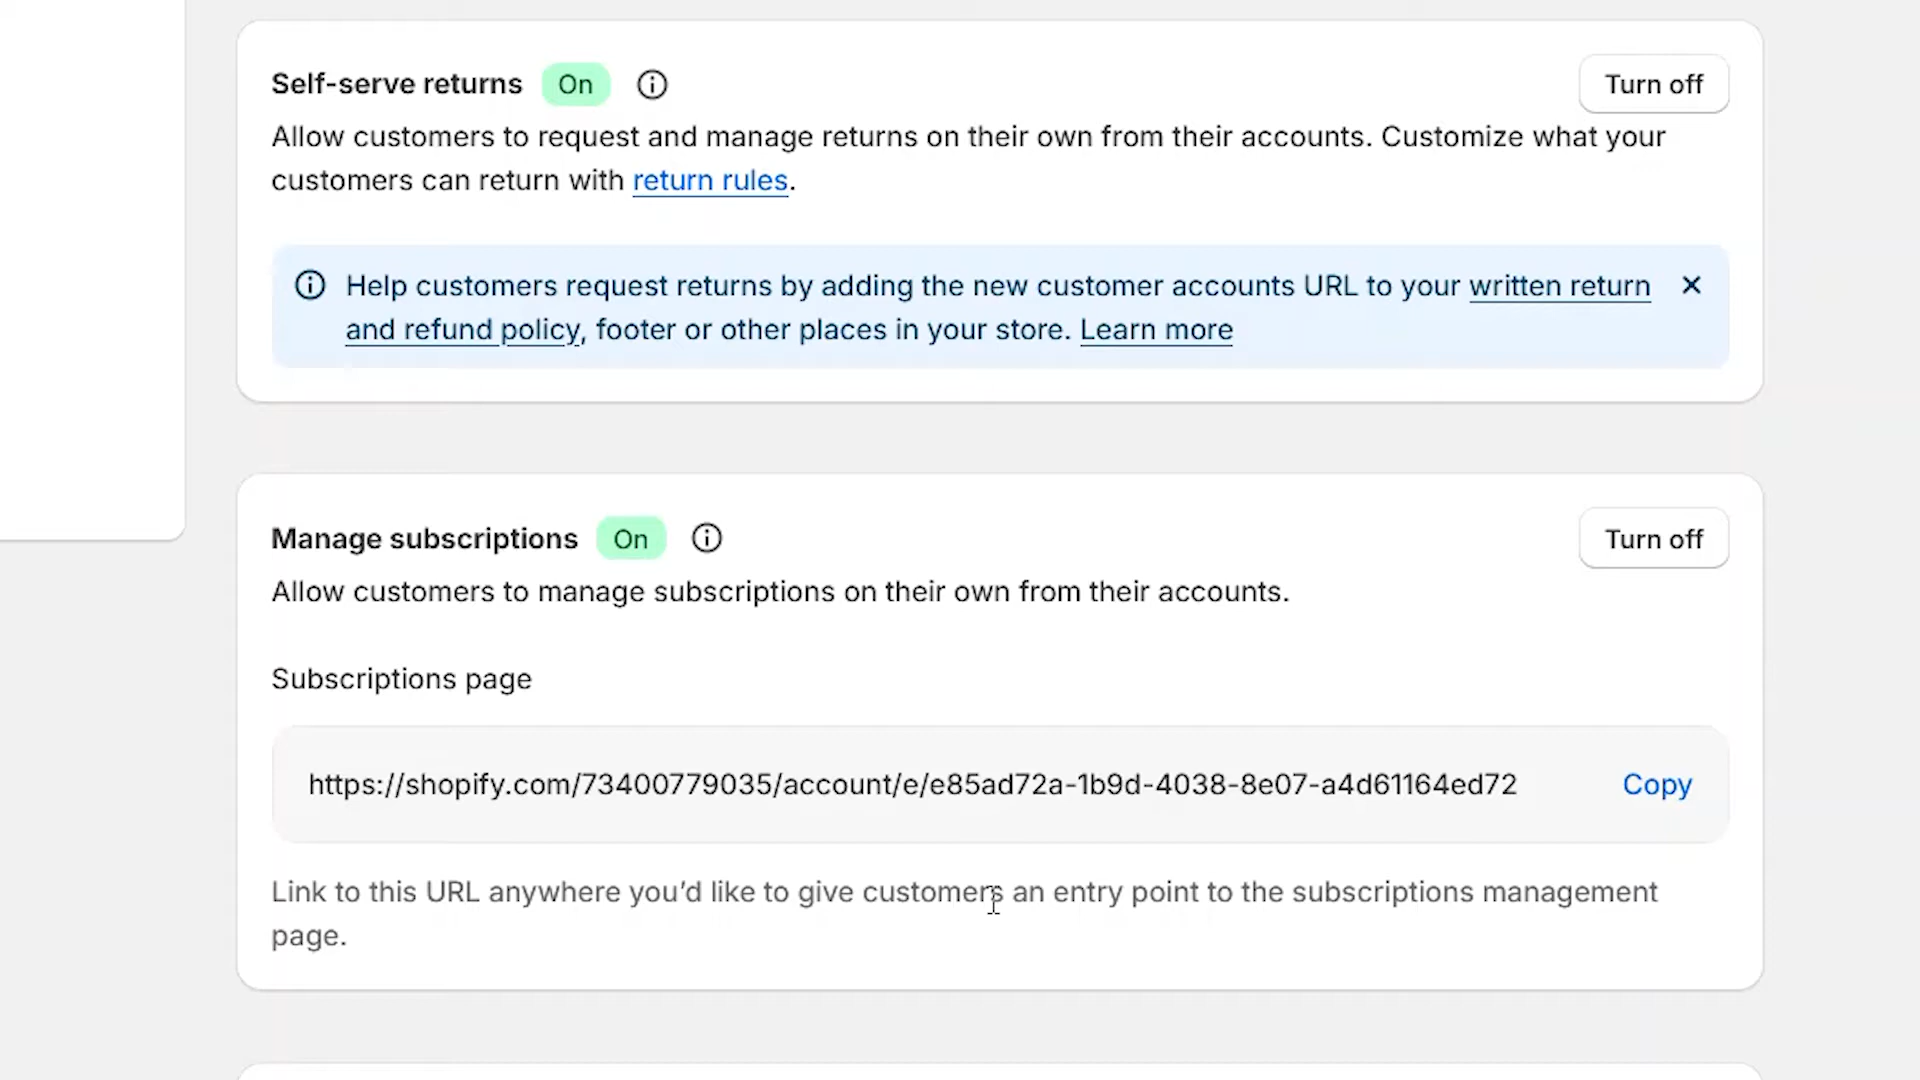 Self-serve returns On Turn off
Allow customers to request and manage returns on their own from their accounts. Customize what your
customers can return with return rules.
Help customers request returns by adding the new customer accounts URL to your written return
and refund policy, footer or other places in your store. Learn more
Manage subscriptions On Turn off
Allow customers to manage subscriptions on their own from their accounts.
Subscriptions page
https://shopify.com/73400779035/account/e/e85ad72a-1b9d-4038-8e07-a4d61164ed72 Copy
Link to this URL anywhere you’d like to give customers an entry point to the subscriptions management
page.